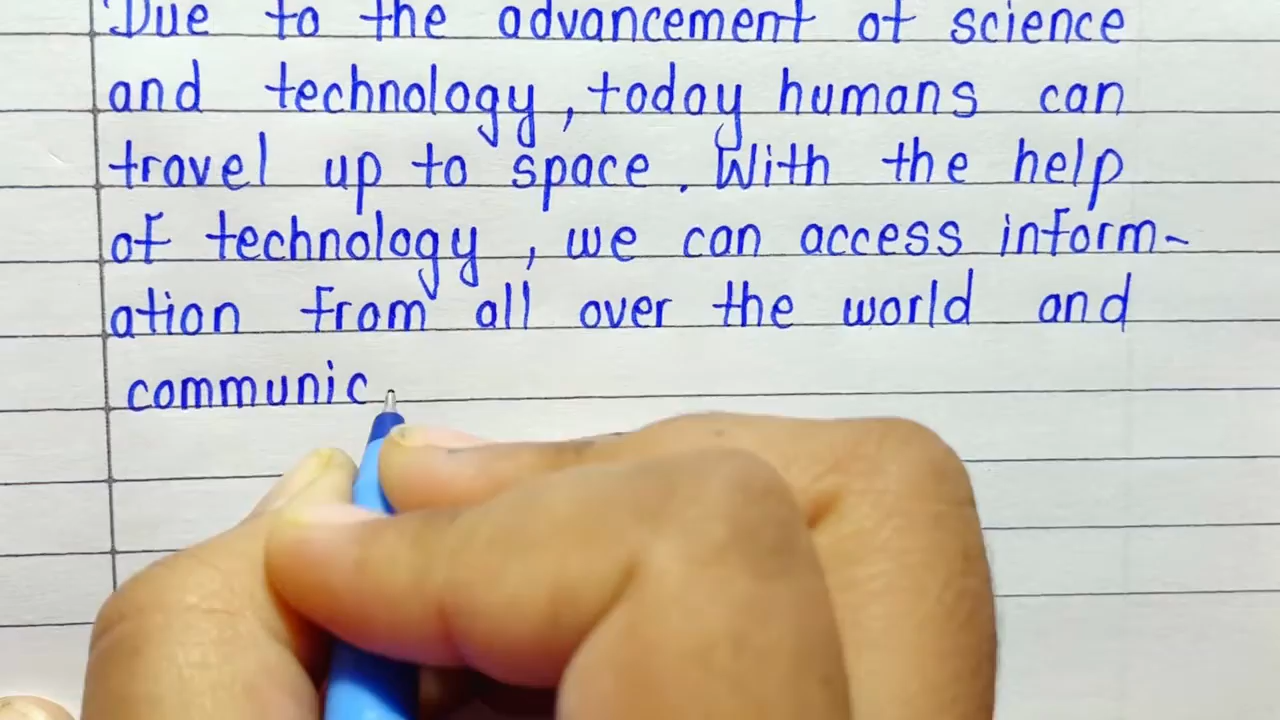 Due to the advancement of science
and technology, today humans can
travel up to space. With the help
of technology, we can access inform-
ation from all over the world and
communic